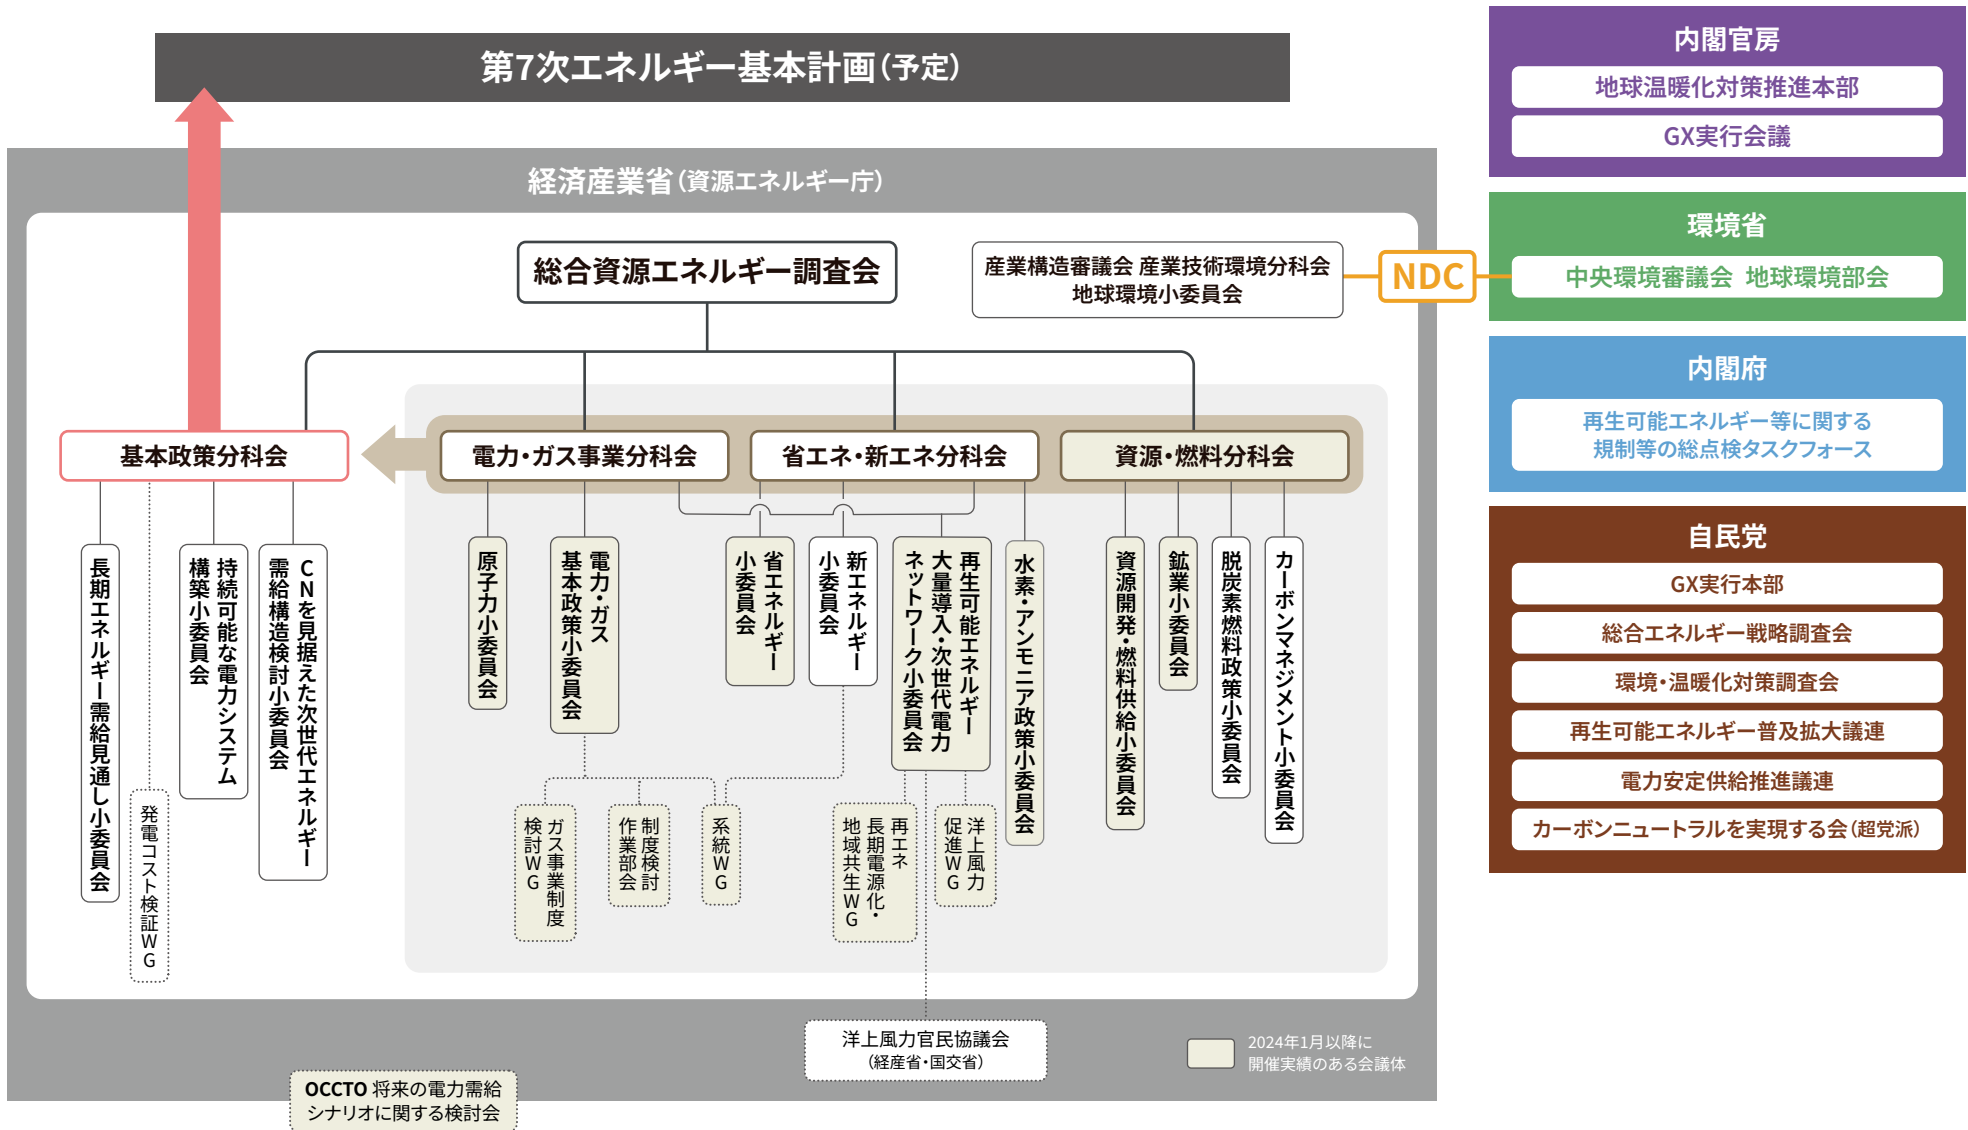 第7次エネルギー基本計画（予定）
経済産業省（資源エネルギー庁）
総合資源エネルギー調査会
産業構造審議会 産業技術環境分科会
地球環境小委員会
NDC
基本政策分科会
電力・ガス事業分科会
省エネ・新エネ分科会
資源・燃料分科会
長期エネルギー需給見通し小委員会
発電コスト検証WG
持続可能な電力システム
構築小委員会
CNを見据えた次世代エネルギー
需給構造検討小委員会
原子力小委員会
電力・ガス
基本政策小委員会
省エネルギー
小委員会
新エネルギー
小委員会
再生可能エネルギー
大量導入・次世代電力
ネットワーク小委員会
水素・アンモニア政策小委員会
資源開発・燃料供給小委員会
鉱業小委員会
脱炭素燃料政策小委員会
カーボンマネジメント小委員会
ガス事業制度
検討WG
制度検討
作業部会
系統WG
再エネ
長期電源化・
地域共生WG
洋上風力
促進WG
洋上風力官民協議会
（経産省・国交省）
2024年1月以降に
開催実績のある会議体
OCCTO 将来の電力需給
シナリオに関する検討会
内閣官房
地球温暖化対策推進本部
GX実行会議
環境省
中央環境審議会 地球環境部会
内閣府
再生可能エネルギー等に関する
規制等の総点検タスクフォース
自民党
GX実行本部
総合エネルギー戦略調査会
環境・温暖化対策調査会
再生可能エネルギー普及拡大議連
電力安定供給推進議連
カーボンニュートラルを実現する会（超党派）